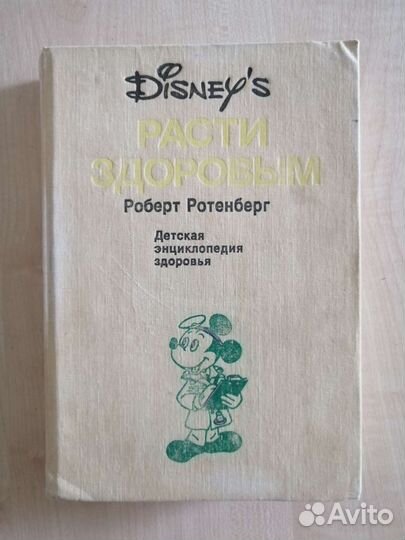 Disney's
РАСТИ
ЗДОРОВЫМ
Роберт Ротенберг
Детская
энциклопедия
здоровья
Avito